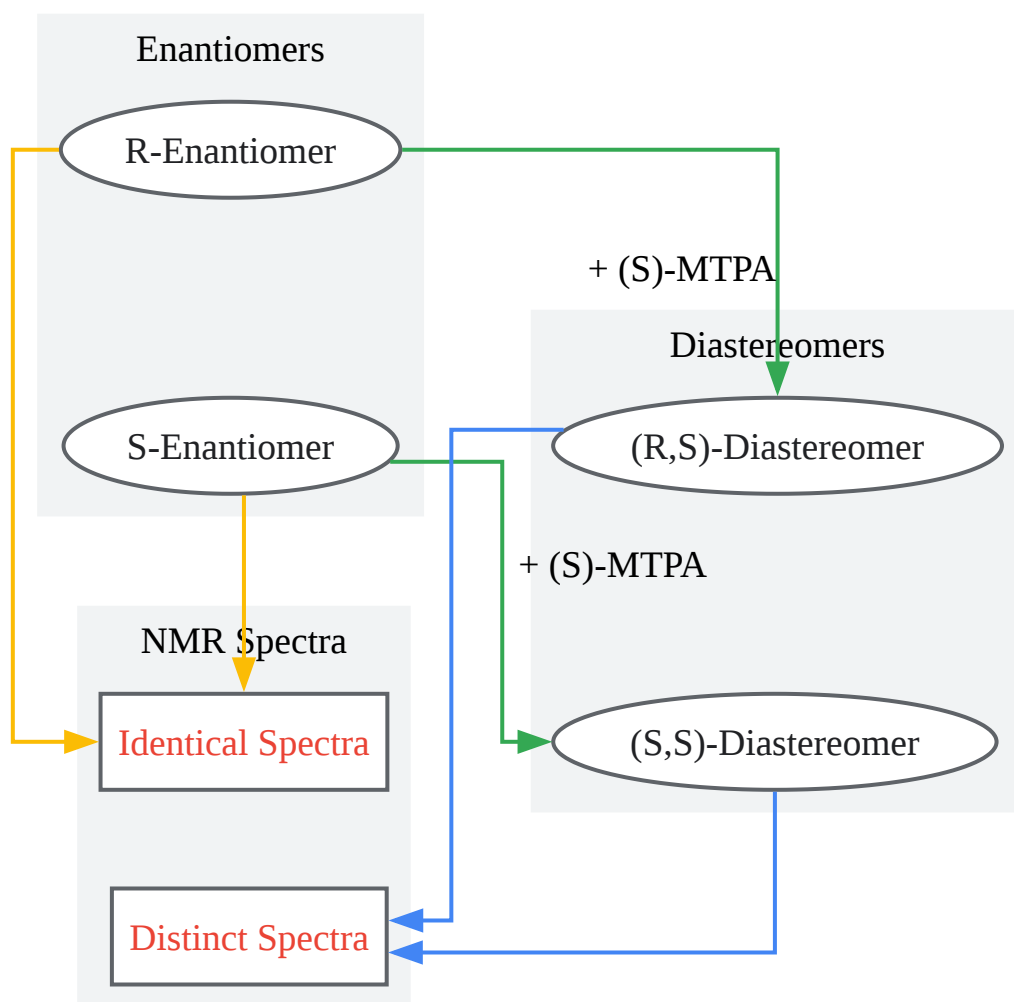 Enantiomers
R-Enantiomer
+ (S)-MTPA
Diastereomers
S-Enantiomer
(R,S)-Diastereomer
+ (S)-MTPA
NMR Spectra
Identical Spectra
(S,S)-Diastereomer
Distinct Spectra